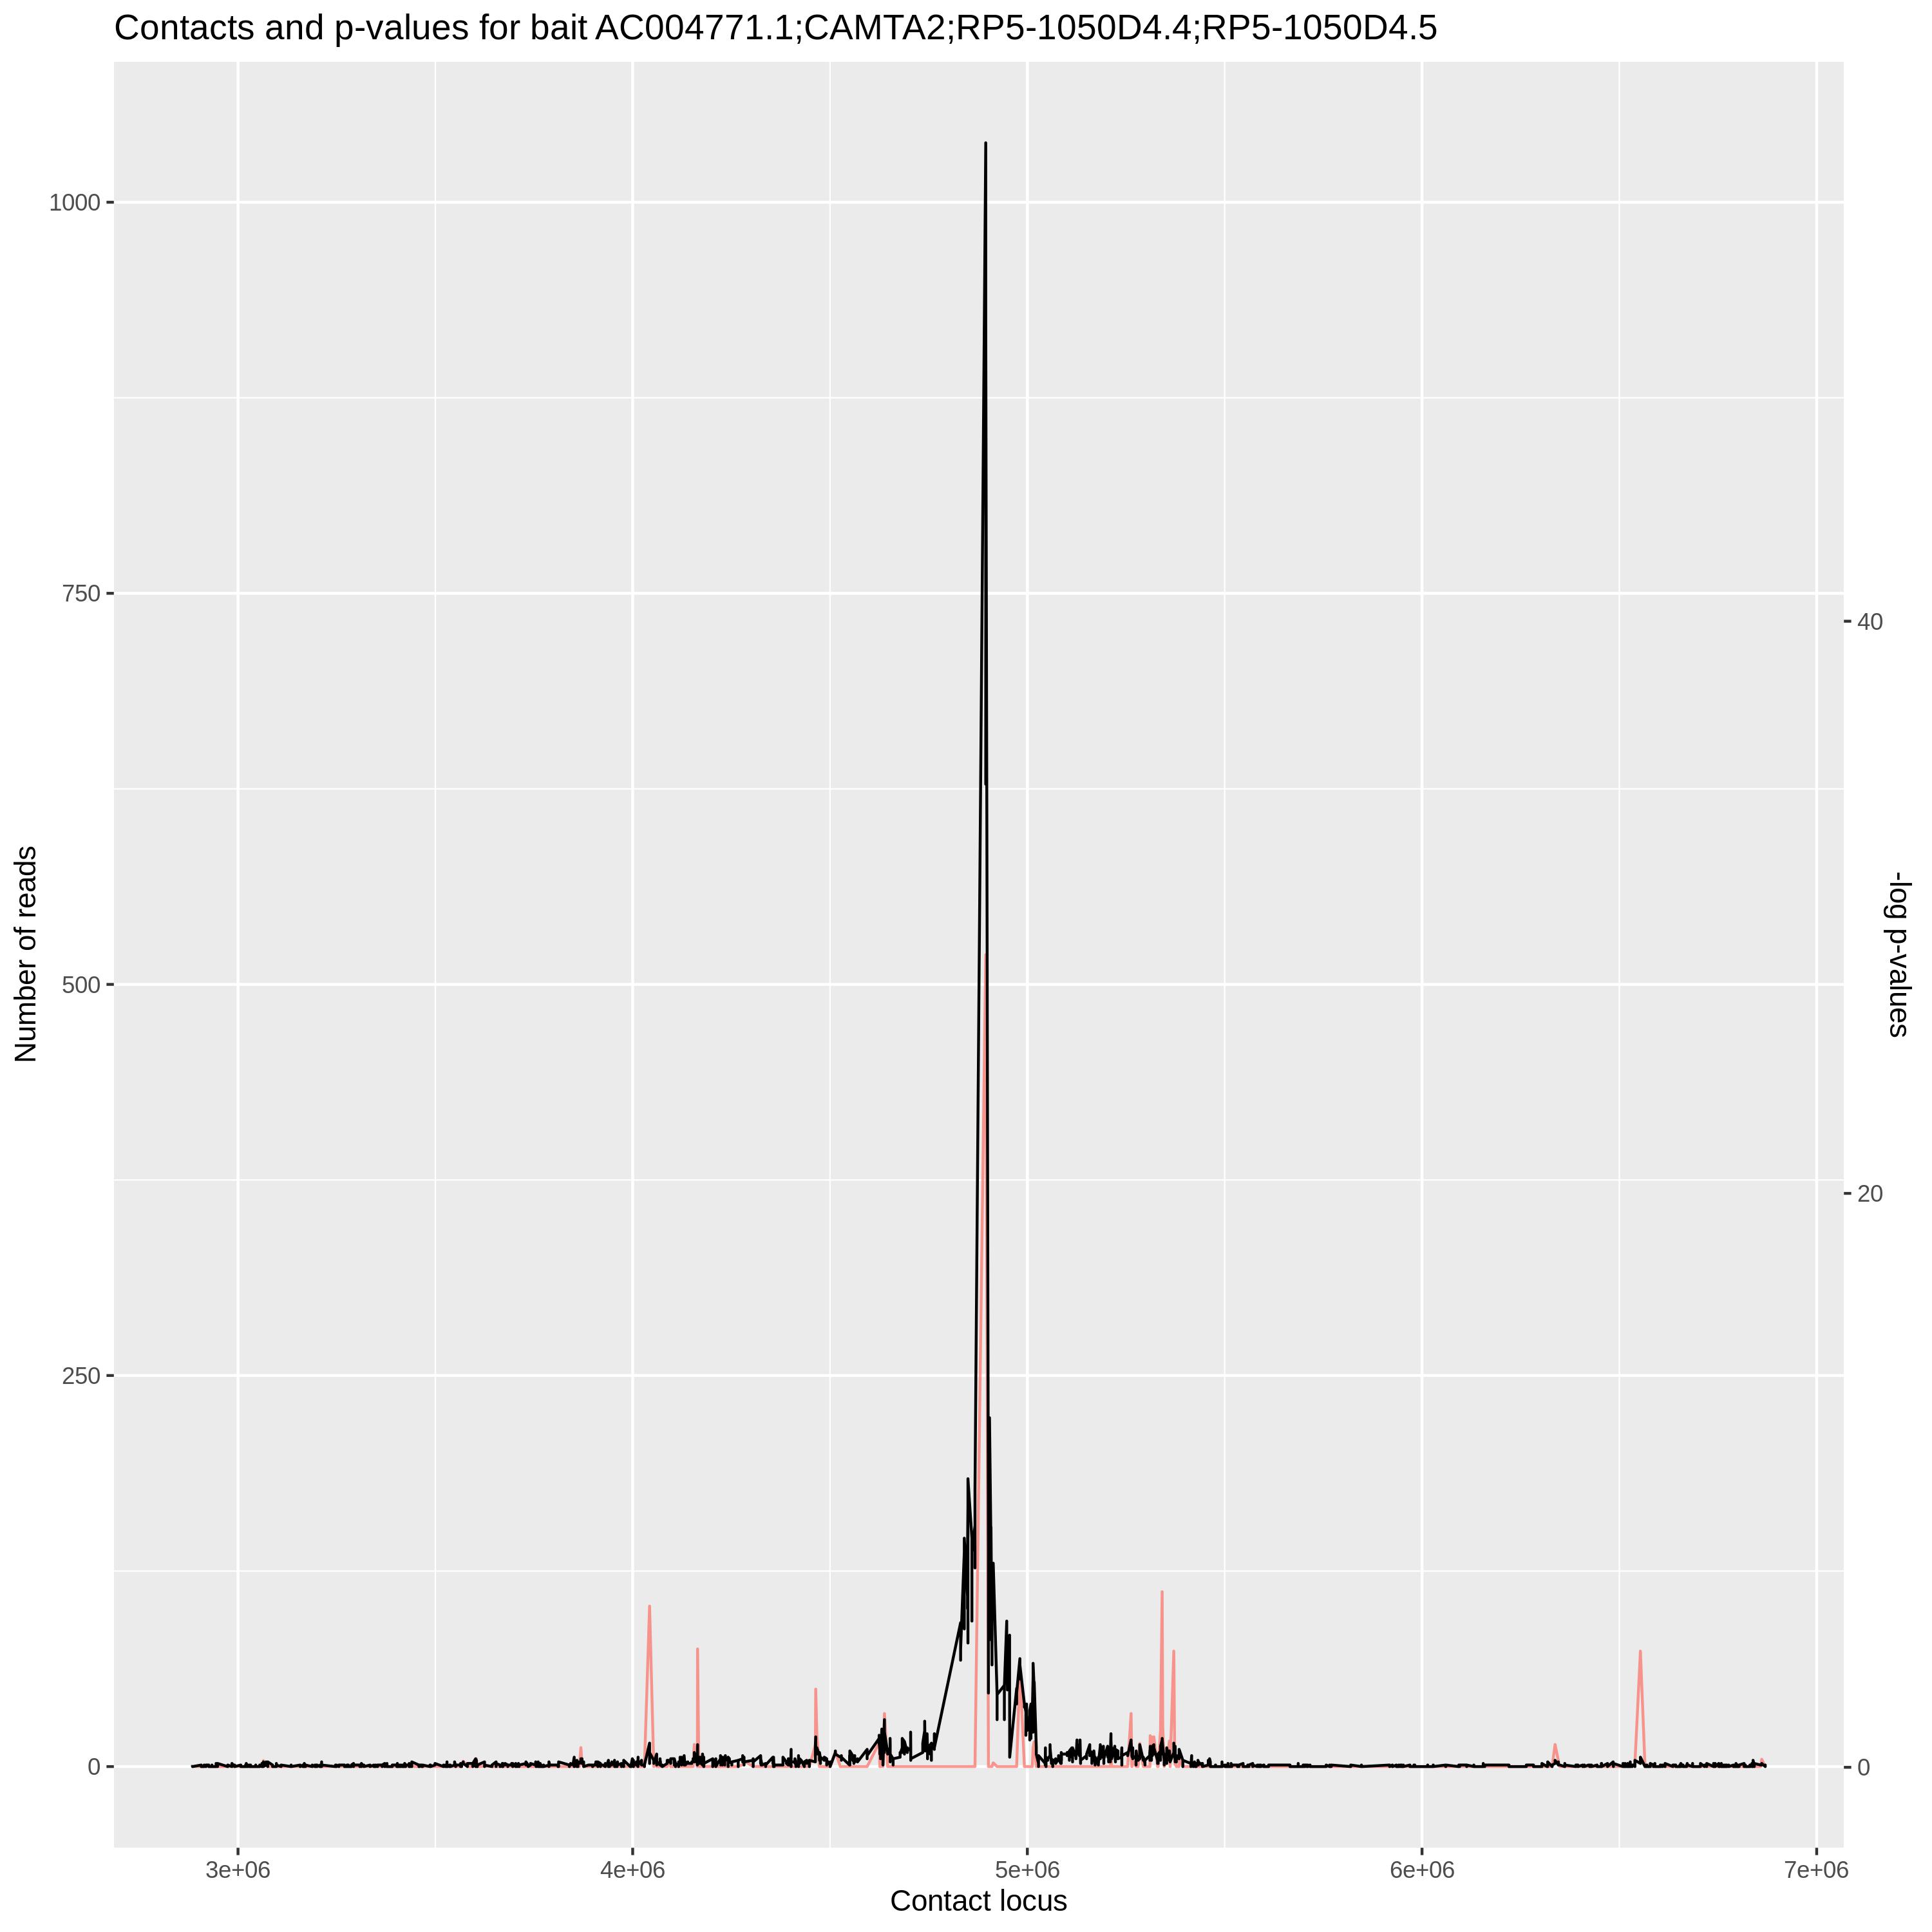 Contacts and p-values for bait AC004771.1;CAMTA2;RP5-1050D4.4;RP5-1050D4.5
1000
750
500
250
0
Number of reads
40
20
0
-log p-values
3e+06
4e+06
5e+06
6e+06
7e+06
Contact locus